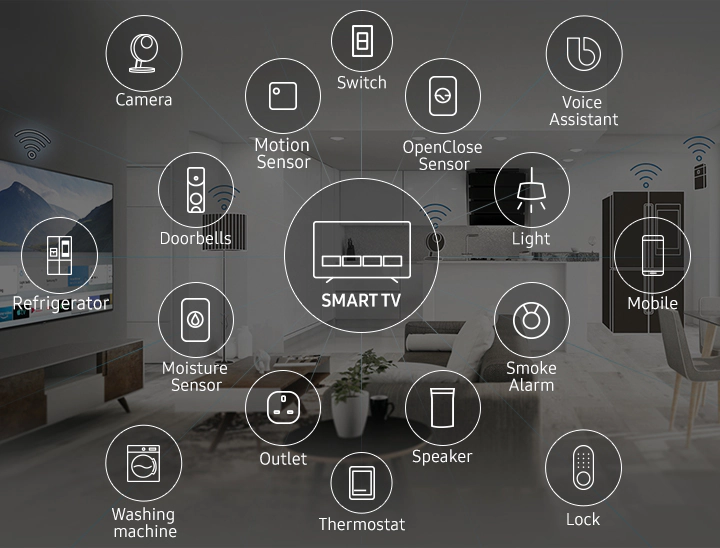 Camera
Switch
Voice
Assistant
Motion
Sensor
OpenClose
Sensor
Doorbells
Light
Refrigerator
SMART TV
Mobile
Moisture
Sensor
Smoke
Alarm
Outlet
Speaker
Washing
machine
Thermostat
Lock